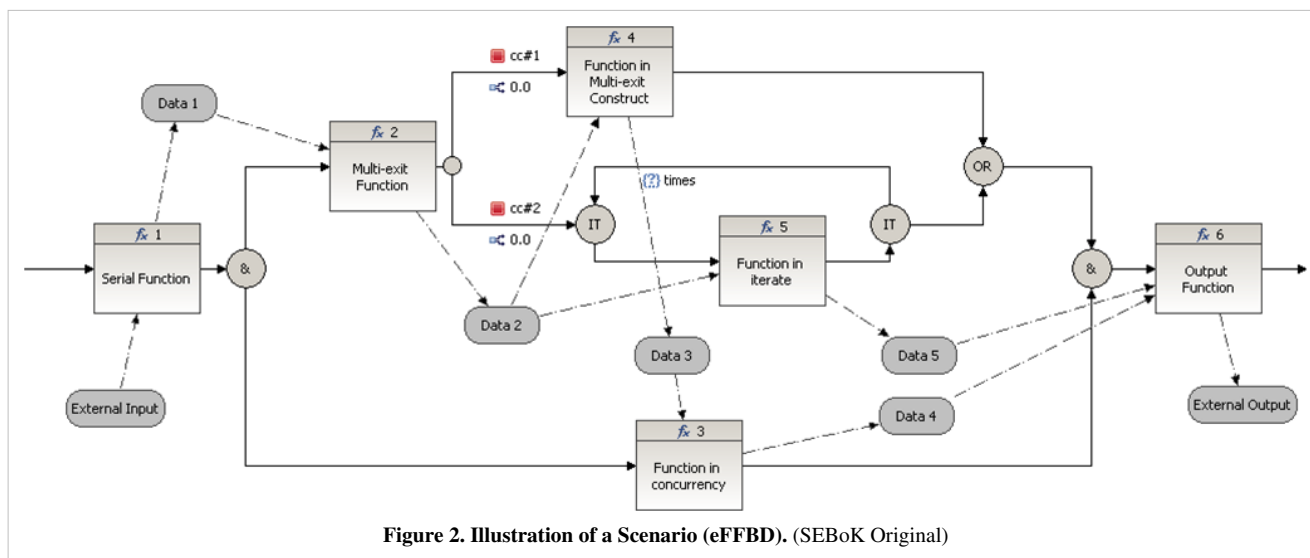 fx 4
Function in
Multi-exit
Construct
cc#1
0.0
Data 1
fx 2
Multi-exit
Function
OR
{?} times
cc#2
0.0
IT
IT
fx 5
Function in
iterate
fx 1
Serial Function
&
fx 6
Output
Function
&
Data 2
Data 3
Data 5
External Input
Data 4
External Output
fx 3
Function in
concurrency
Figure 2. Illustration of a Scenario (eFFBD). (SEBoK Original)